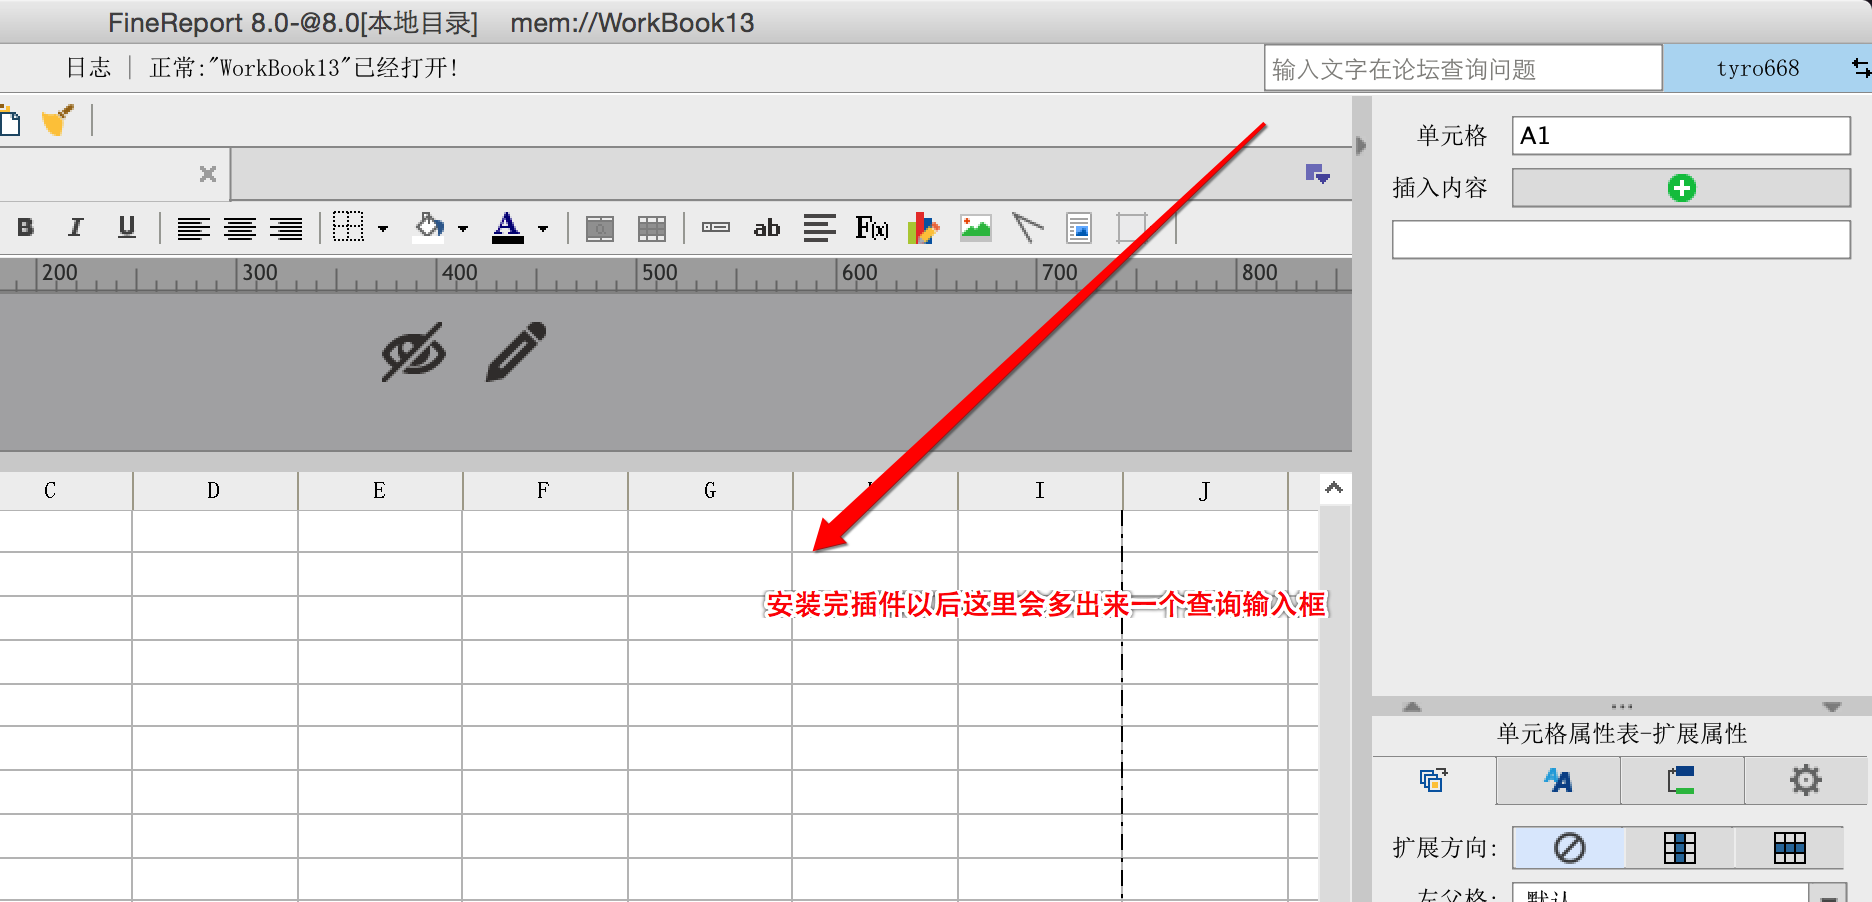 FineReport 8.0-@8.0[本地目录] mem://WorkBook13
日志 | 正常:"WorkBook13"已经打开!
输入文字在论坛查询问题
tyro668
单元格 A1
插入内容
B I U A ab F(x)
200 300 400 500 600 700 800
C D E F G I J
安装完插件以后这里会多出来一个查询输入框
单元格属性表-扩展属性
扩展方向:
左父格: 默认